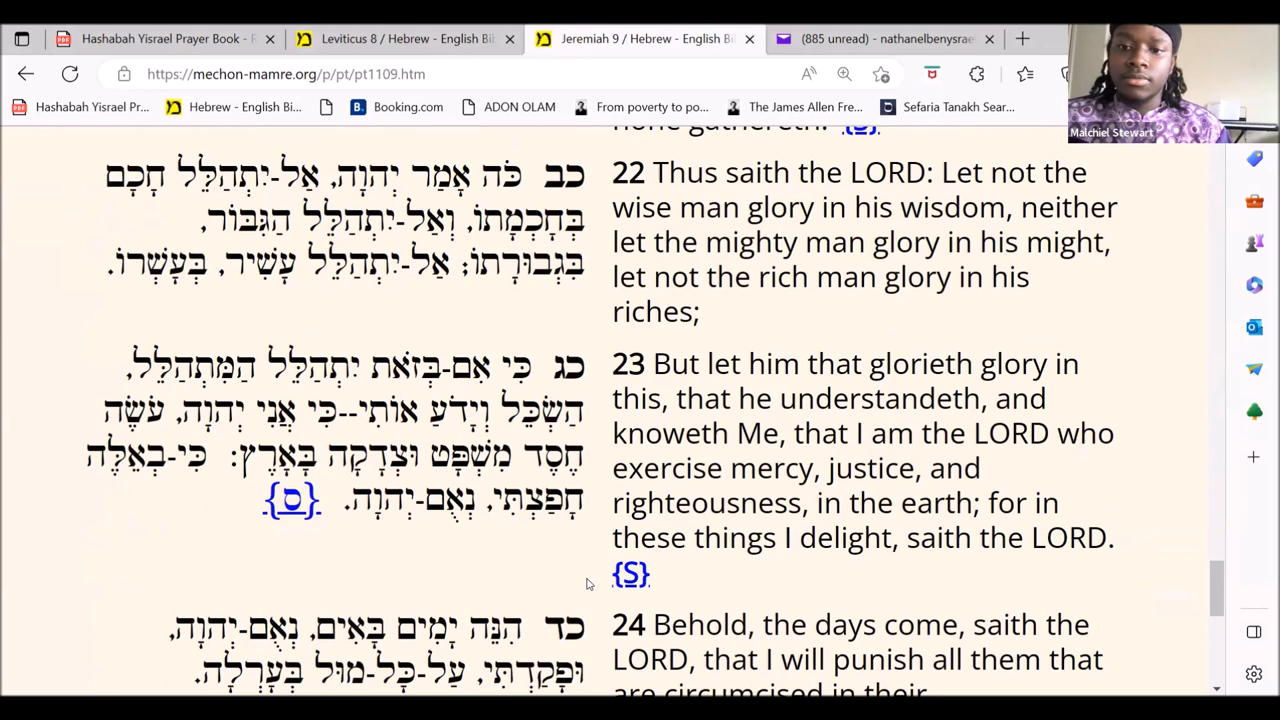 Hashabah Yisrael Prayer Book - R
Leviticus 8 / Hebrew - English Bi
Jeremiah 9 / Hebrew - English Bi
(885 unread) - nathanelbenysrae
https://mechon-mamre.org/p/pt/pt1109.htm
Hashabah Yisrael Pr...
Hebrew - English Bi...
Booking.com
ADON OLAM
From poverty to po...
The James Allen Fre...
Sefaria Tanakh Sear...
Malchiel Stewart
none gathereth. {S}
כב כֹּה אָמַר יְהוָה, אַל-יִתְהַלֵּל חָכָם
בְּחָכְמָתוֹ, וְאַל-יִתְהַלֵּל הַגִּבּוֹר,
בִּגְבוּרָתוֹ; אַל-יִתְהַלֵּל עָשִׁיר, בְּעָשְׁרוֹ.
22 Thus saith the LORD: Let not the
wise man glory in his wisdom, neither
let the mighty man glory in his might,
let not the rich man glory in his
riches;
כג כִּי אִם-בְּזֹאת יִתְהַלֵּל הַמִּתְהַלֵּל,
הַשְׂכֵּל וְיָדֹעַ אוֹתִי--כִּי אֲנִי יְהוָה, עֹשֶׂה
חֶסֶד מִשְׁפָּט וּצְדָקָה בָּאָרֶץ: כִּי-בְאֵלֶּה
חָפַצְתִּי, נְאֻם-יְהוָה. {ס}
23 But let him that glorieth glory in
this, that he understandeth, and
knoweth Me, that I am the LORD who
exercise mercy, justice, and
righteousness, in the earth; for in
these things I delight, saith the LORD.
{S}
כד הִנֵּה יָמִים בָּאִים, נְאֻם-יְהוָה,
וּפָקַדְתִּי, עַל-כָּל-מוּל בְּעָרְלָה.
24 Behold, the days come, saith the
LORD, that I will punish all them that
are circumcised in their